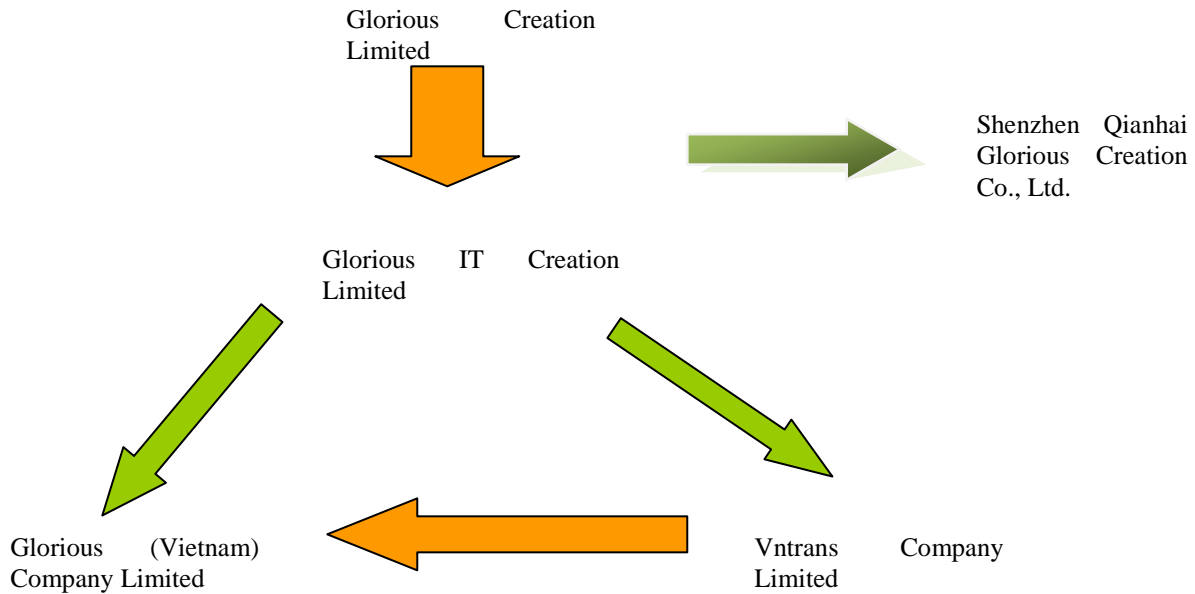 Glorious Creation
Limited
Shenzhen Qianhai
Glorious Creation
Co., Ltd.
Glorious IT Creation
Limited
Glorious (Vietnam)
Company Limited
Vntrans Company
Limited